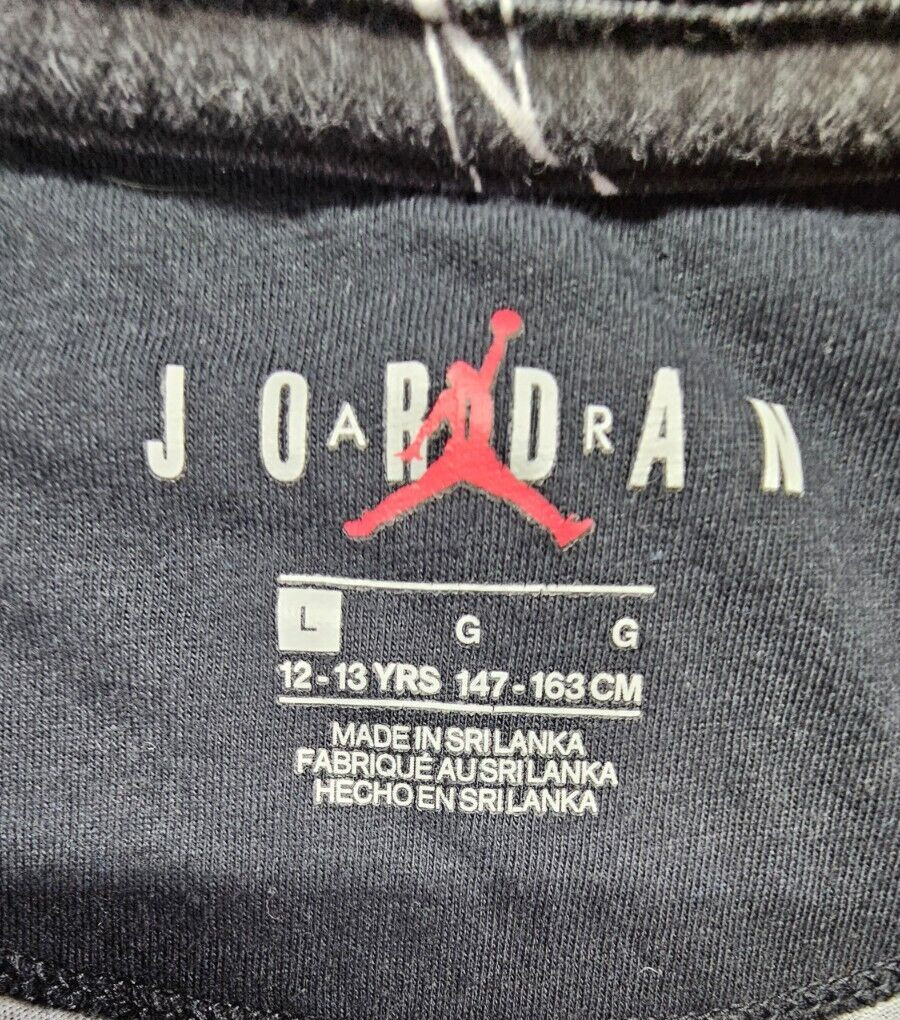 JORDAN
AIR
L G G
12-13 YRS 147-163 CM
MADE IN SRI LANKA
FABRIQUÉ AU SRI LANKA
HECHO EN SRI LANKA